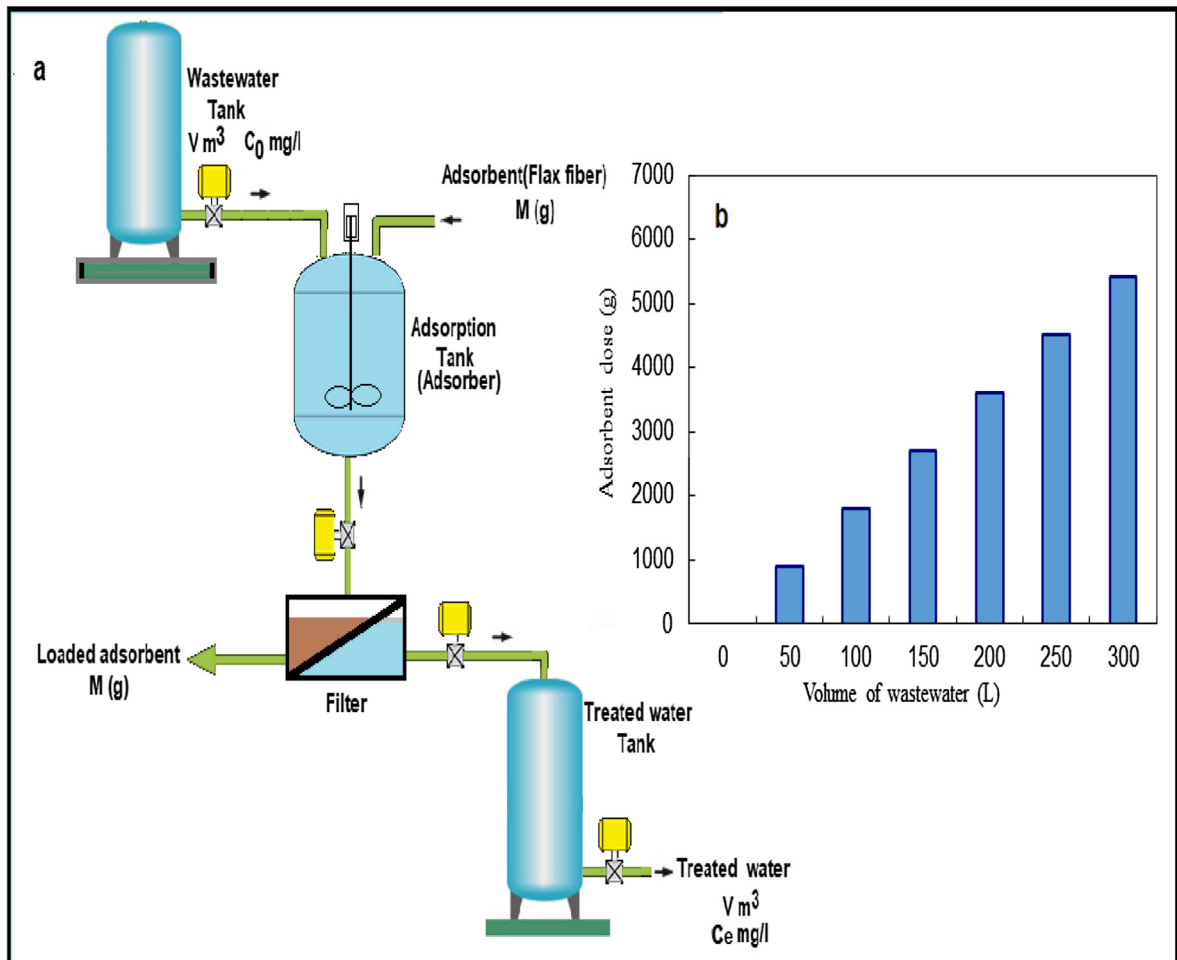 a
Wastewater
Tank
V m³ C₀ mg/l
Adsorbent(Flax fiber)
M (g)
Adsorption
Tank
(Adsorber)
Loaded adsorbent
M (g)
Filter
Treated water
Tank
Treated water
V m³
Ce mg/l
b
Adsorbent dose (g)
7000
6000
5000
4000
3000
2000
1000
0
0 50 100 150 200 250 300
Volume of wastewater (L)